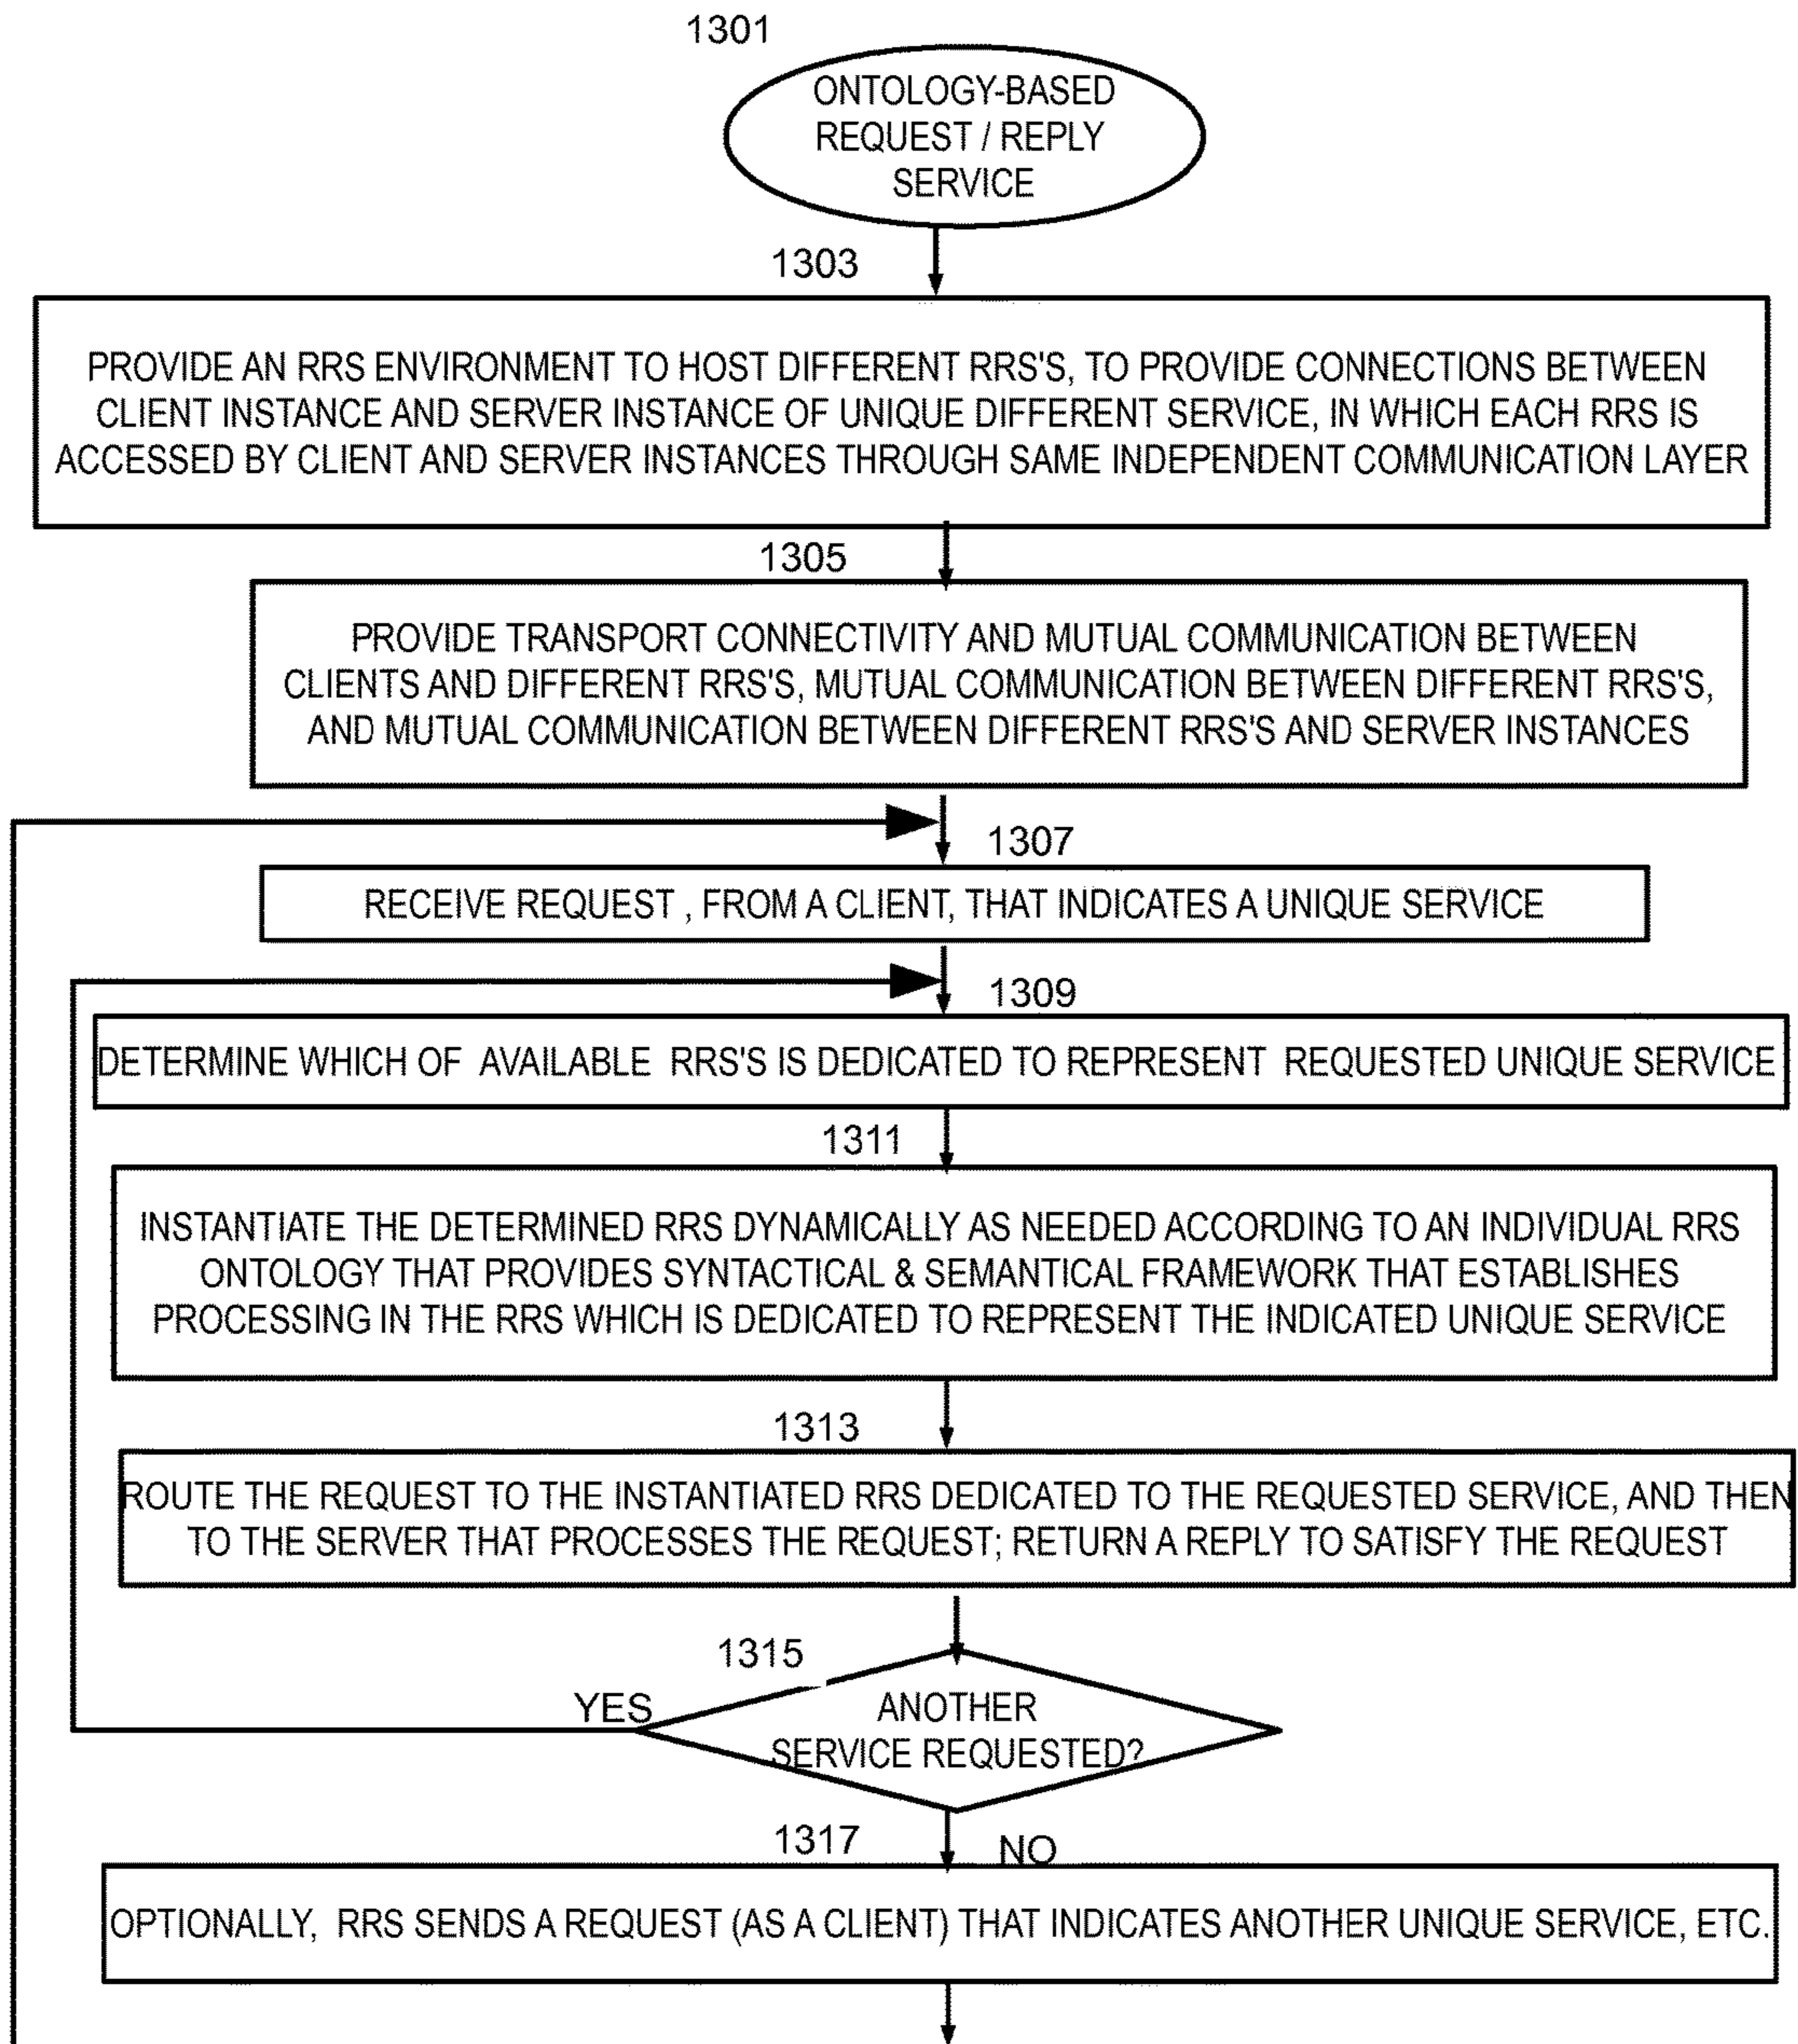 1301
ONTOLOGY-BASED
REQUEST / REPLY
SERVICE
1303
PROVIDE AN RRS ENVIRONMENT TO HOST DIFFERENT RRS'S, TO PROVIDE CONNECTIONS BETWEEN
CLIENT INSTANCE AND SERVER INSTANCE OF UNIQUE DIFFERENT SERVICE, IN WHICH EACH RRS IS
ACCESSED BY CLIENT AND SERVER INSTANCES THROUGH SAME INDEPENDENT COMMUNICATION LAYER
1305
PROVIDE TRANSPORT CONNECTIVITY AND MUTUAL COMMUNICATION BETWEEN
CLIENTS AND DIFFERENT RRS'S, MUTUAL COMMUNICATION BETWEEN DIFFERENT RRS'S,
AND MUTUAL COMMUNICATION BETWEEN DIFFERENT RRS'S AND SERVER INSTANCES
1307
RECEIVE REQUEST , FROM A CLIENT, THAT INDICATES A UNIQUE SERVICE
1309
DETERMINE WHICH OF AVAILABLE RRS'S IS DEDICATED TO REPRESENT REQUESTED UNIQUE SERVICE
1311
INSTANTIATE THE DETERMINED RRS DYNAMICALLY AS NEEDED ACCORDING TO AN INDIVIDUAL RRS
ONTOLOGY THAT PROVIDES SYNTACTICAL & SEMANTICAL FRAMEWORK THAT ESTABLISHES
PROCESSING IN THE RRS WHICH IS DEDICATED TO REPRESENT THE INDICATED UNIQUE SERVICE
1313
ROUTE THE REQUEST TO THE INSTANTIATED RRS DEDICATED TO THE REQUESTED SERVICE, AND THEN
TO THE SERVER THAT PROCESSES THE REQUEST; RETURN A REPLY TO SATISFY THE REQUEST
1315
YES
ANOTHER
SERVICE REQUESTED?
1317
NO
OPTIONALLY, RRS SENDS A REQUEST (AS A CLIENT) THAT INDICATES ANOTHER UNIQUE SERVICE, ETC.